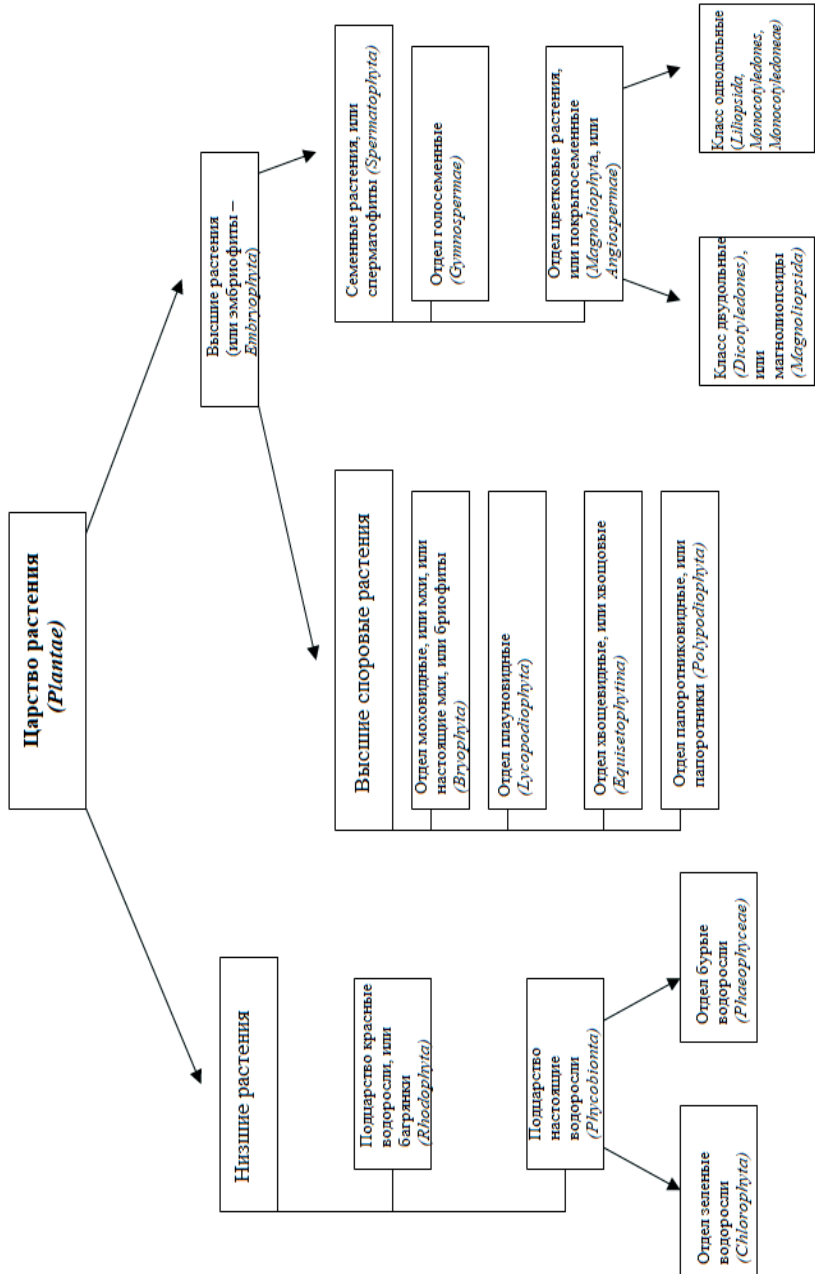 Царство растения
(Plantae)
Низшие растения
Подцарство красные
водоросли, или
багрянки
(Rhodophyta)
Подцарство
настоящие
водоросли
(Phycobionta)
Отдел зеленые
водоросли
(Chlorophyta)
Отдел бурые
водоросли
(Phaeophyceae)
Высшие растения
(или эмбриофиты –
Embryophyta)
Высшие споровые растения
Отдел моховидные, или мхи, или
настоящие мхи, или бриофиты
(Bryophyta)
Отдел плауновидные
(Lycopodiophyta)
Отдел хвощевидные, или хвощовые
(Equisetophytina)
Отдел папоротниковидные, или
папоротники (Polypodiophyta)
Семенные растения, или
сперматофиты (Spermatophyta)
Отдел голосеменные
(Gymnospermae)
Отдел цветковые растения,
или покрытосеменные
(Magnoliophyta, или
Angiospermae)
Класс двудольные
(Dicotyledones),
или
магнолиопсиды
(Magnoliopsida)
Класс однодольные
(Liliopsida,
Monocotyledones,
Monocotyledoneae)